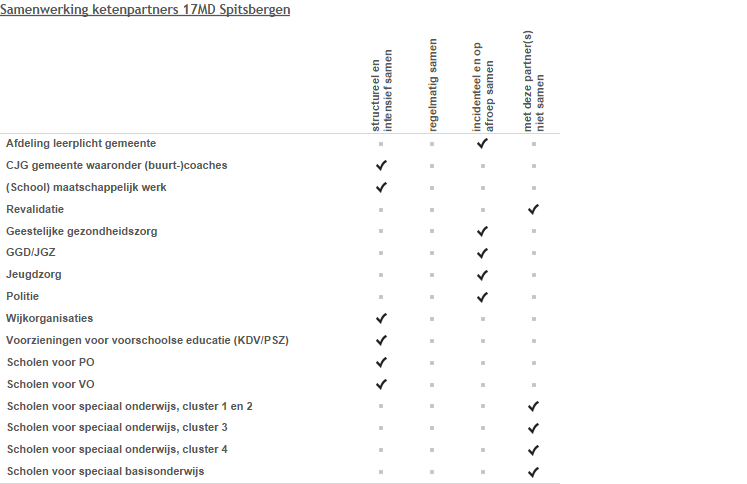 Samenwerking ketenpartners 17MD Spitsbergen
structureel en
intensief samen
regelmatig samen
incidenteel en op
afroep samen
met deze partner(s)
niet samen
Afdeling leerplicht gemeente
CJG gemeente waaronder (buurt-)coaches
(School) maatschappelijk werk
Revalidatie
Geestelijke gezondheidszorg
GGD/JGZ
Jeugdzorg
Politie
Wijkorganisaties
Voorzieningen voor voorschoolse educatie (KDV/PSZ)
Scholen voor PO
Scholen voor VO
Scholen voor speciaal onderwijs, cluster 1 en 2
Scholen voor speciaal onderwijs, cluster 3
Scholen voor speciaal onderwijs, cluster 4
Scholen voor speciaal basisonderwijs